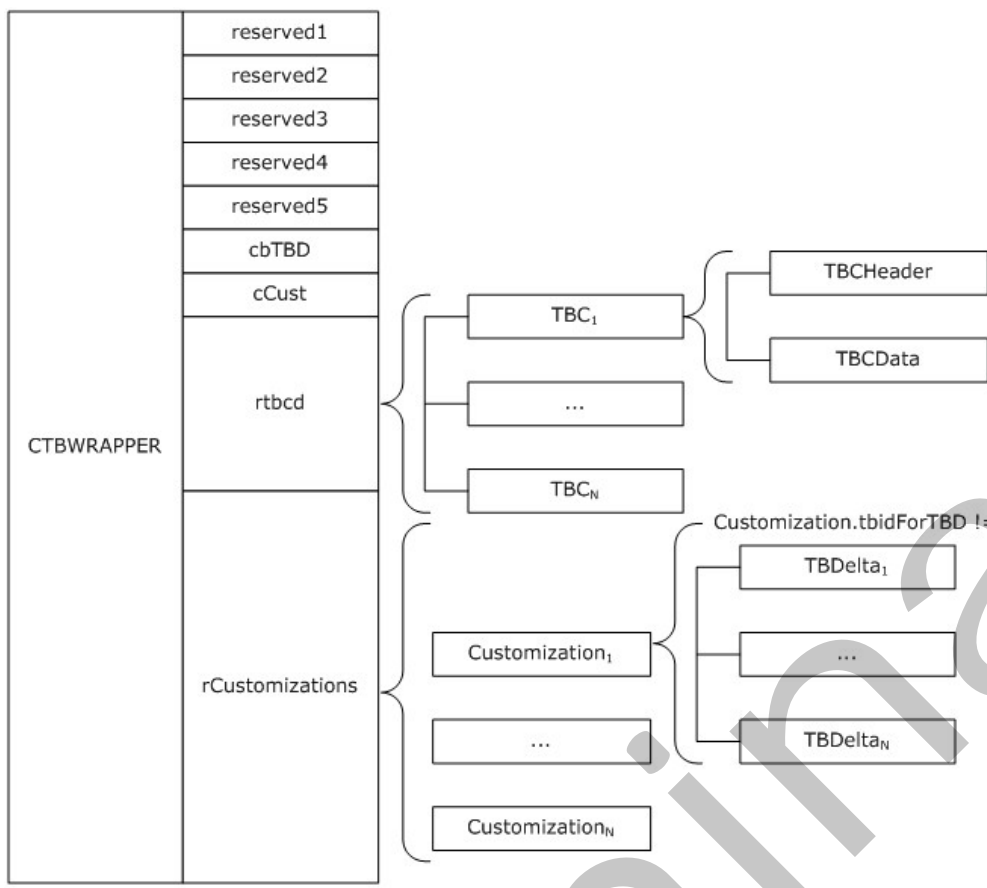 CTBWRAPPER
reserved1
reserved2
reserved3
reserved4
reserved5
cbTBD
cCust
rtbcd
rCustomizations
TBC₁
...
TBCₙ
TBCHeader
TBCData
Customization₁
...
Customizationₙ
Customization.tbidForTBD !=
TBDelta₁
...
TBDeltaₙ